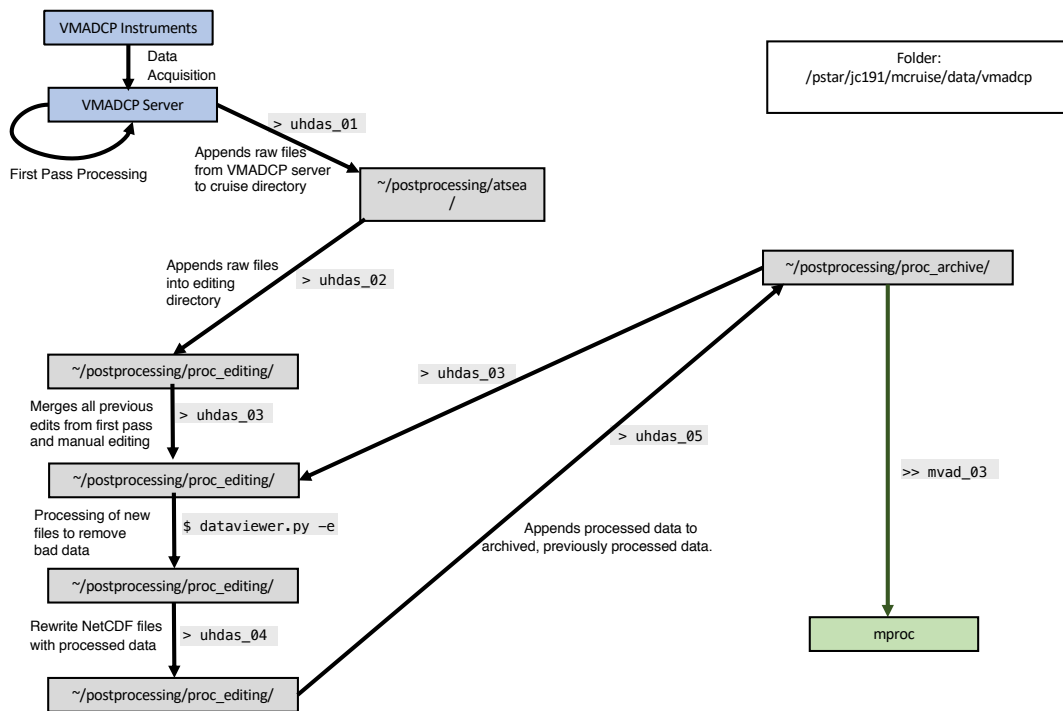 VMADCP Instruments
Data
Acquisition
VMADCP Server
First Pass Processing
Folder:
/pstar/jc191/mcruise/data/vmadcp
> uhdas_01
Appends raw files
from VMADCP server
to cruise directory
~/postprocessing/atsea
/
Appends raw files
into editing
directory
> uhdas_02
~/postprocessing/proc_archive/
~/postprocessing/proc_editing/
> uhdas_03
Merges all previous
edits from first pass
and manual editing
> uhdas_03
> uhdas_05
~/postprocessing/proc_editing/
>> mvad_03
Processing of new
files to remove
bad data
$ dataviewer.py –e
Appends processed data to
archived, previously processed data.
~/postprocessing/proc_editing/
Rewrite NetCDF files
with processed data
> uhdas_04
mproc
~/postprocessing/proc_editing/